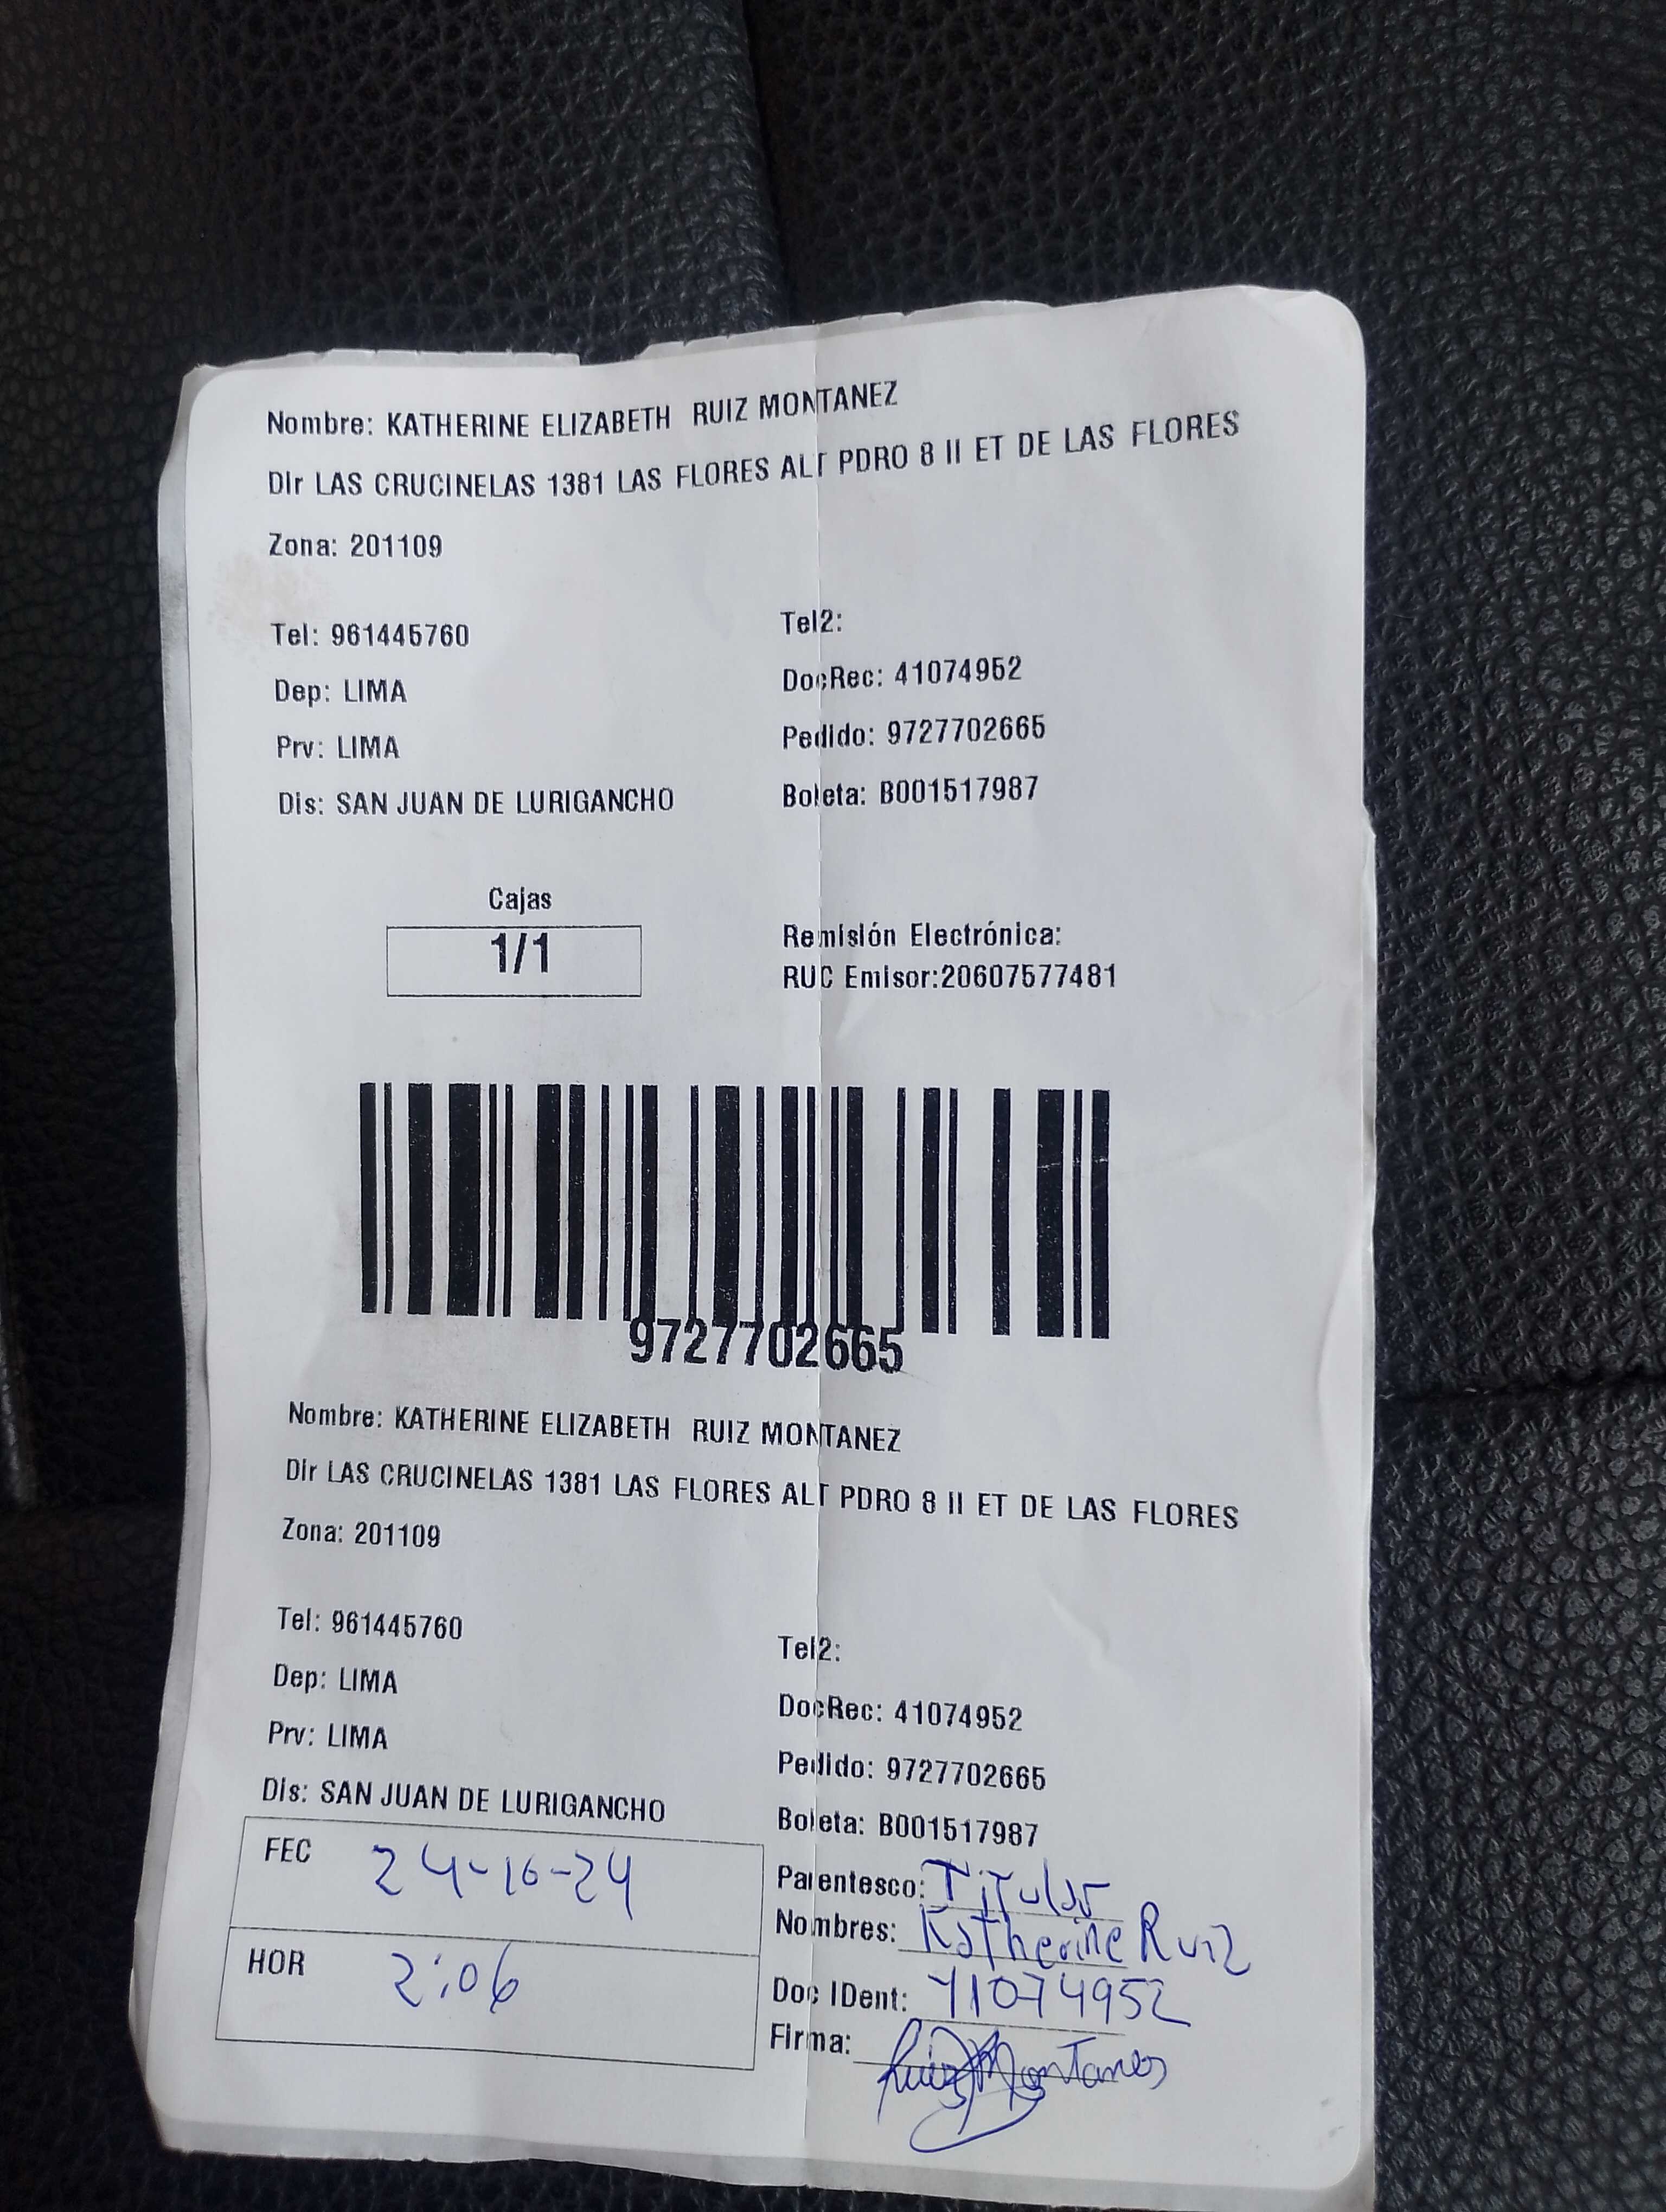 Nombre: KATHERINE ELIZABETH RUIZ MONTANEZ
Dir LAS CRUCINELAS 1381 LAS FLORES ALT PDRO 8 II ET DE LAS FLORES
Zona: 201109
Tel: 961445760
Tel2:
Dep: LIMA
DocRec: 41074952
Prv: LIMA
Pedido: 9727702665
Dis: SAN JUAN DE LURIGANCHO
Boleta: B001517987
Cajas
1/1
Remisión Electrónica:
RUC Emisor:20607577481
9727702665
Nombre: KATHERINE ELIZABETH RUIZ MONTANEZ
Dir LAS CRUCINELAS 1381 LAS FLORES ALT PDRO 8 II ET DE LAS FLORES
Zona: 201109
Tel: 961445760
Tel2:
Dep: LIMA
DocRec: 41074952
Prv: LIMA
Pedido: 9727702665
Dis: SAN JUAN DE LURIGANCHO
Boleta: B001517987
FEC 24-10-24
Parentesco: Titular
Nombres: Katherine Ruiz
HOR 2:06
Doc IDent: 41074952
Firma: Ruiz Montanez